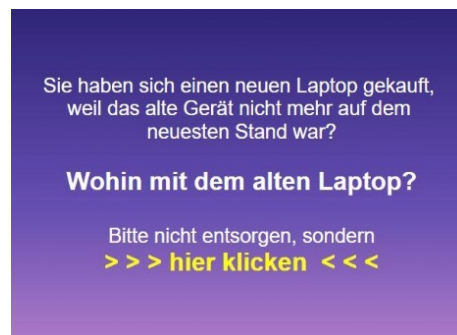 Sie haben sich einen neuen Laptop gekauft,
weil das alte Gerät nicht mehr auf dem
neuesten Stand war?
Wohin mit dem alten Laptop?
Bitte nicht entsorgen, sondern
> > > hier klicken < < <